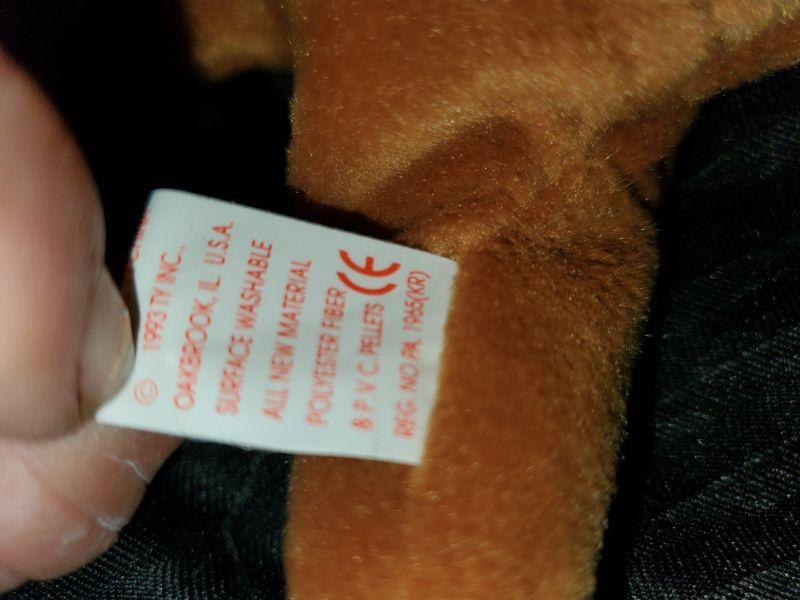 © 1993 TY INC.,
OAKBROOK, IL U.S.A.
SURFACE WASHABLE
ALL NEW MATERIAL
POLYESTER FIBER
& P.V.C. PELLETS CE
REG. NO PA. 1965(KR)